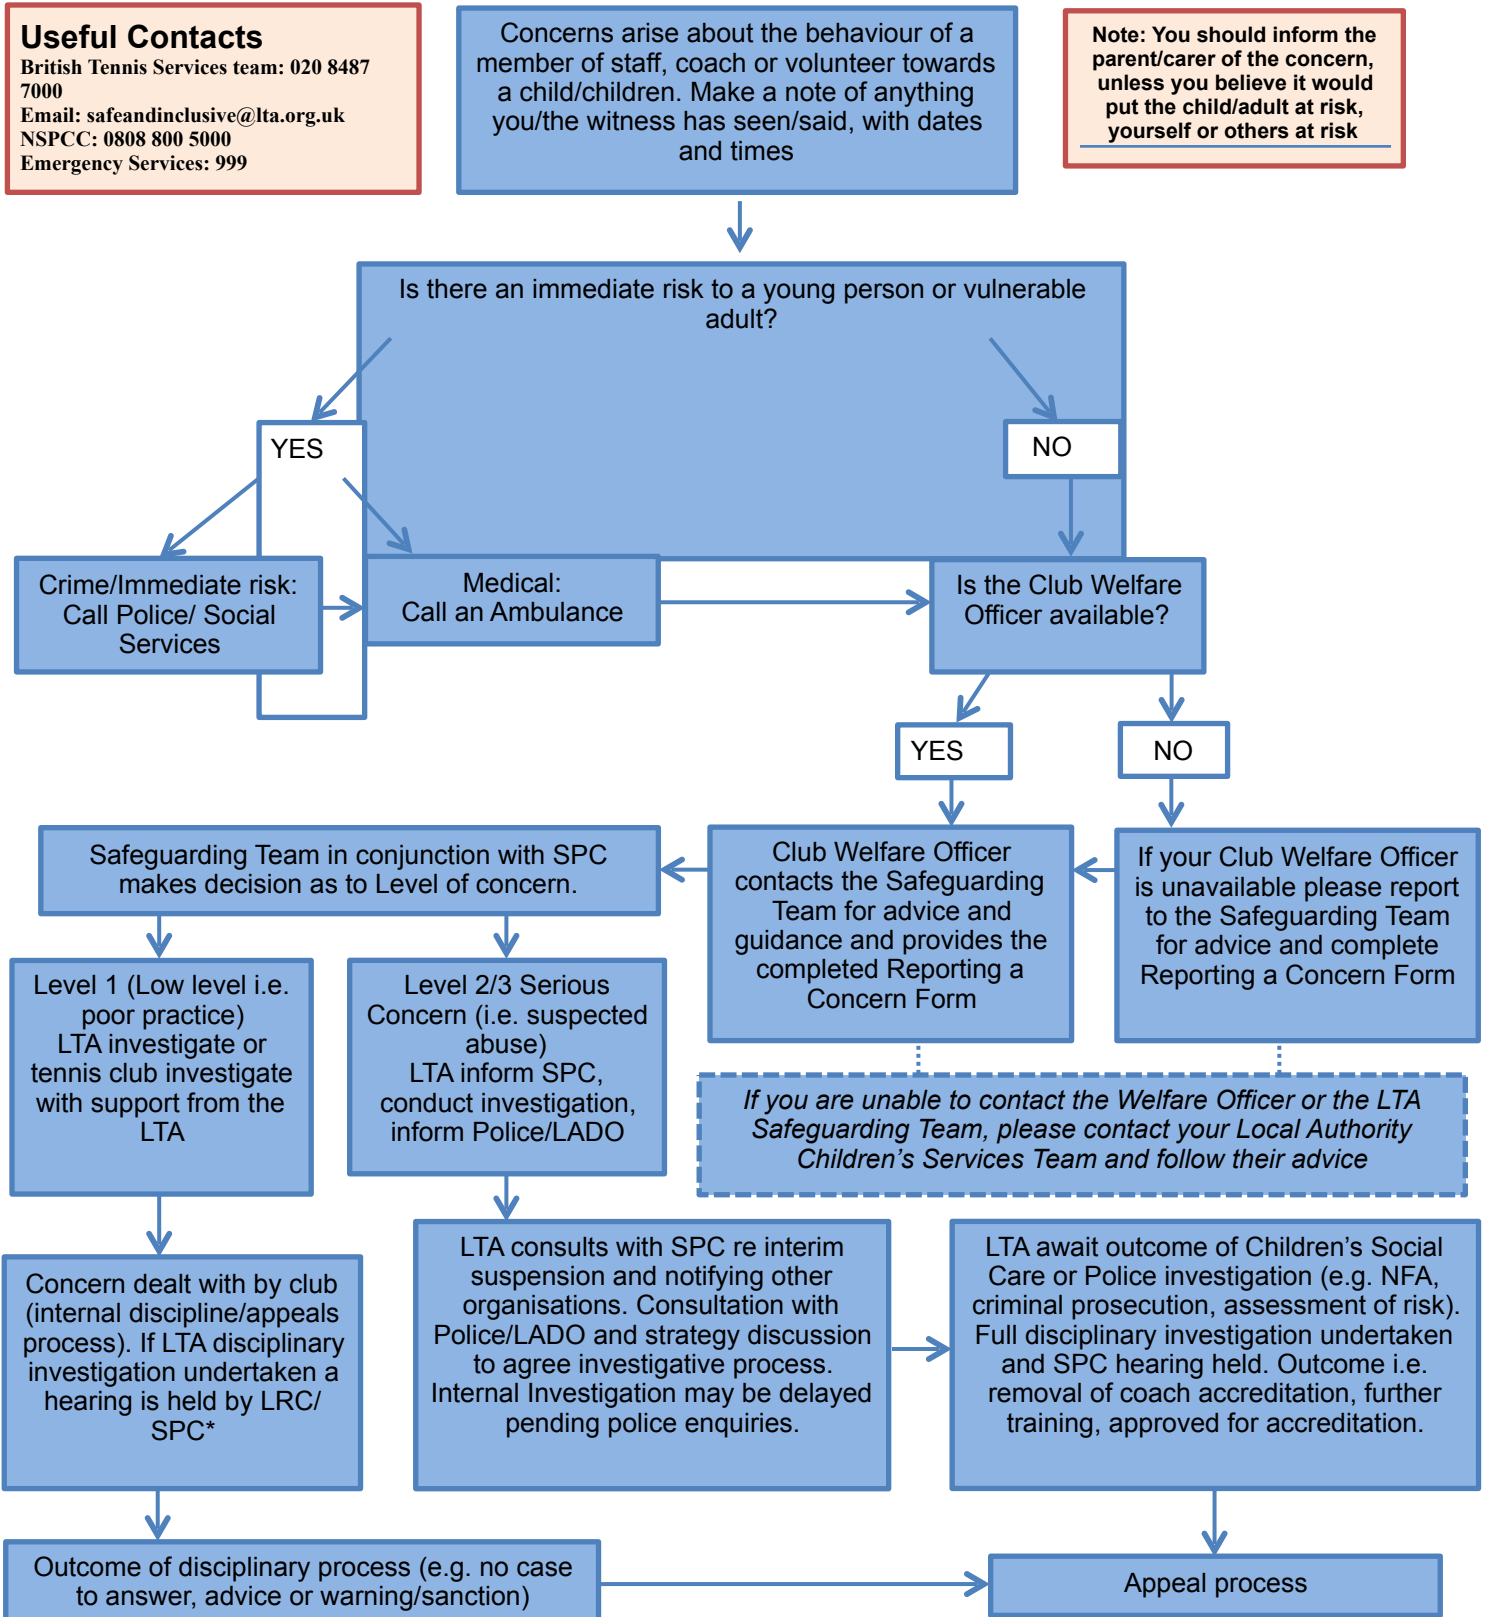 Useful Contacts
British Tennis Services team: 020 8487
7000
Email: safeandinclusive@lta.org.uk
NSPCC: 0808 800 5000
Emergency Services: 999
Concerns arise about the behaviour of a
member of staff, coach or volunteer towards
a child/children. Make a note of anything
you/the witness has seen/said, with dates
and times
Note: You should inform the
parent/carer of the concern,
unless you believe it would
put the child/adult at risk,
yourself or others at risk
Is there an immediate risk to a young person or vulnerable
adult?
YES
NO
Crime/Immediate risk:
Call Police/ Social
Services
Medical:
Call an Ambulance
Is the Club Welfare
Officer available?
YES
NO
Safeguarding Team in conjunction with SPC
makes decision as to Level of concern.
Club Welfare Officer
contacts the Safeguarding
Team for advice and
guidance and provides the
completed Reporting a
Concern Form
If your Club Welfare Officer
is unavailable please report
to the Safeguarding Team
for advice and complete
Reporting a Concern Form
Level 1 (Low level i.e.
poor practice)
LTA investigate or
tennis club investigate
with support from the
LTA
Level 2/3 Serious
Concern (i.e. suspected
abuse)
LTA inform SPC,
conduct investigation,
inform Police/LADO
If you are unable to contact the Welfare Officer or the LTA
Safeguarding Team, please contact your Local Authority
Children’s Services Team and follow their advice
Concern dealt with by club
(internal discipline/appeals
process). If LTA disciplinary
investigation undertaken a
hearing is held by LRC/
SPC*
LTA consults with SPC re interim
suspension and notifying other
organisations. Consultation with
Police/LADO and strategy discussion
to agree investigative process.
Internal Investigation may be delayed
pending police enquiries.
LTA await outcome of Children’s Social
Care or Police investigation (e.g. NFA,
criminal prosecution, assessment of risk).
Full disciplinary investigation undertaken
and SPC hearing held. Outcome i.e.
removal of coach accreditation, further
training, approved for accreditation.
Outcome of disciplinary process (e.g. no case
to answer, advice or warning/sanction)
Appeal process